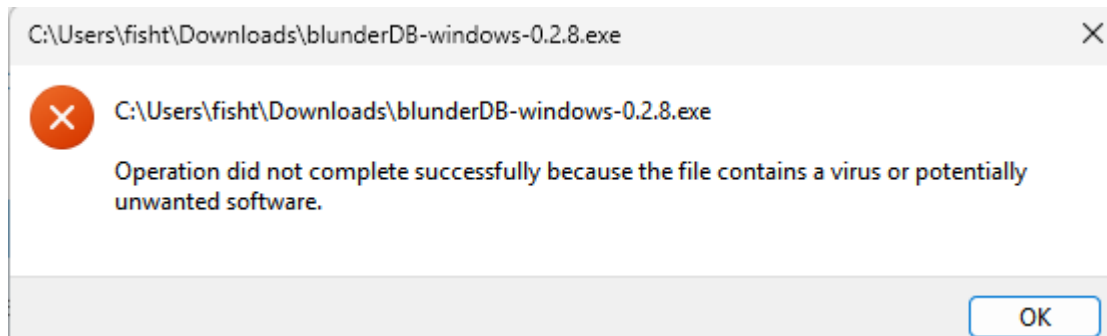 C:\Users\fisht\Downloads\blunderDB-windows-0.2.8.exe
C:\Users\fisht\Downloads\blunderDB-windows-0.2.8.exe
Operation did not complete successfully because the file contains a virus or potentially
unwanted software.
OK